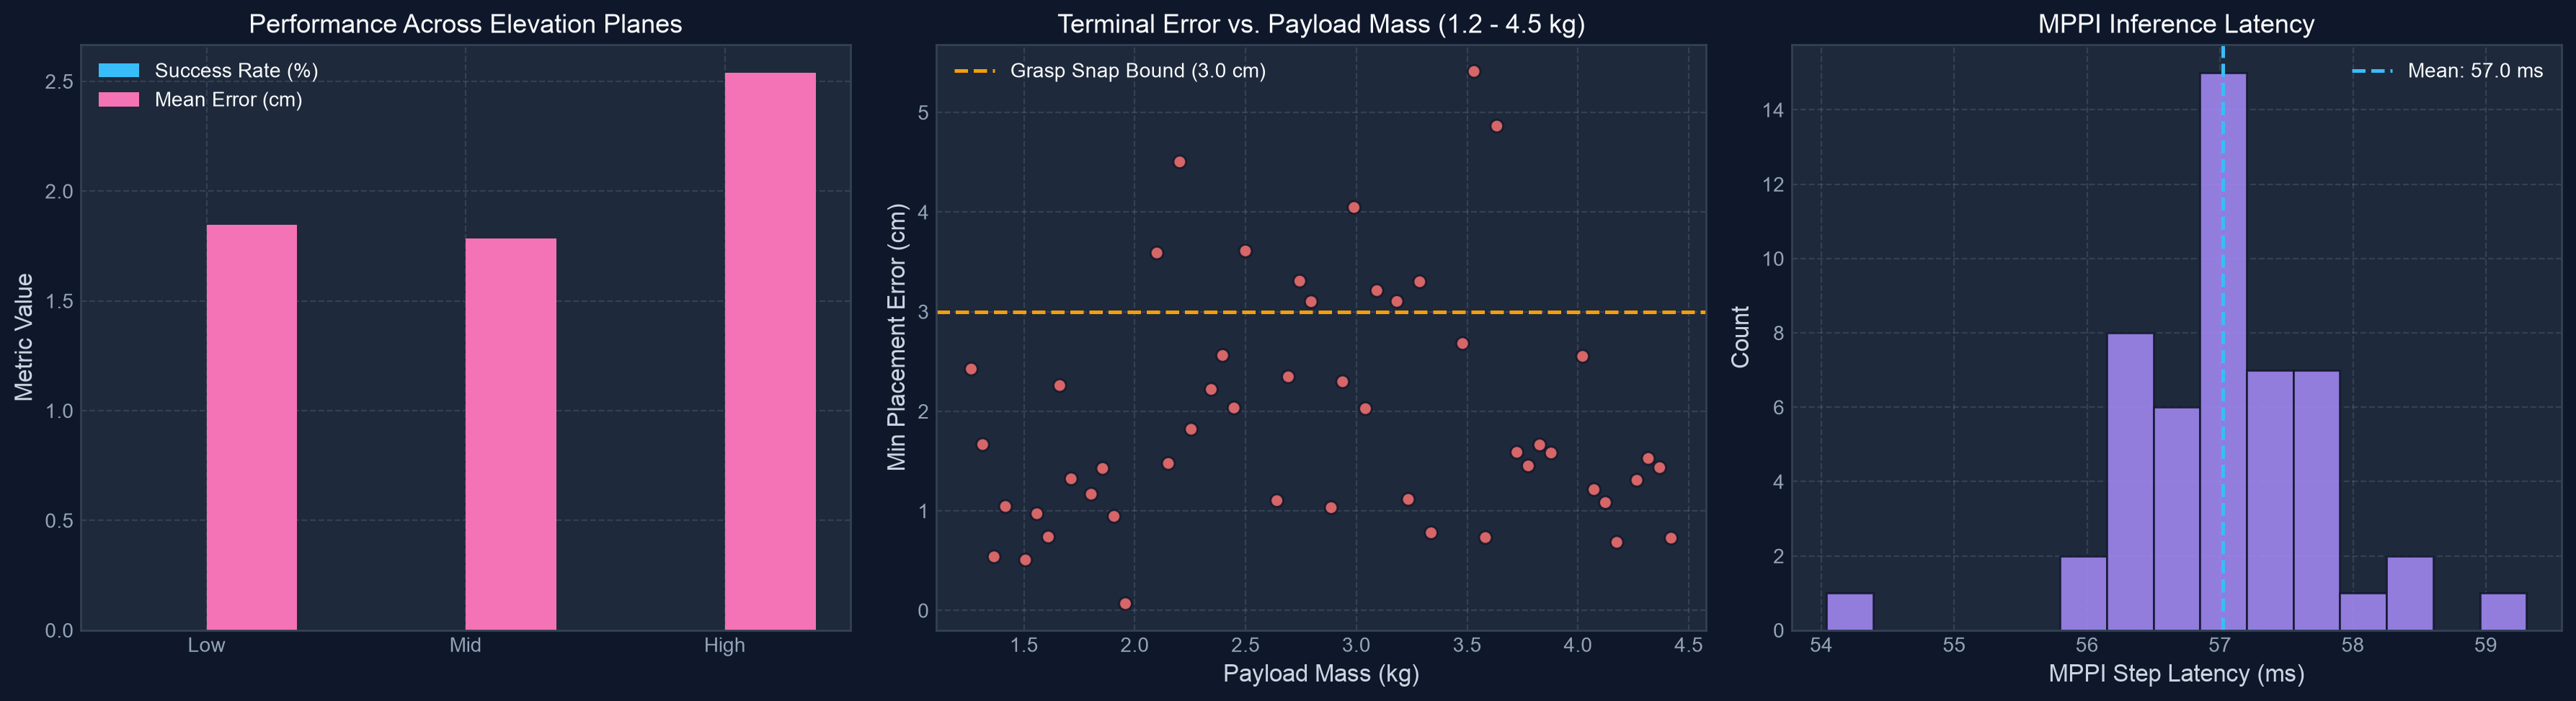 Performance Across Elevation Planes
Success Rate (%)
Mean Error (cm)
Metric Value
2.5
2.0
1.5
1.0
0.5
0.0
Low
Mid
High
Terminal Error vs. Payload Mass (1.2 - 4.5 kg)
Grasp Snap Bound (3.0 cm)
Min Placement Error (cm)
5
4
3
2
1
0
1.5
2.0
2.5
3.0
3.5
4.0
4.5
Payload Mass (kg)
MPPI Inference Latency
Mean: 57.0 ms
Count
14
12
10
8
6
4
2
0
54
55
56
57
58
59
MPPI Step Latency (ms)